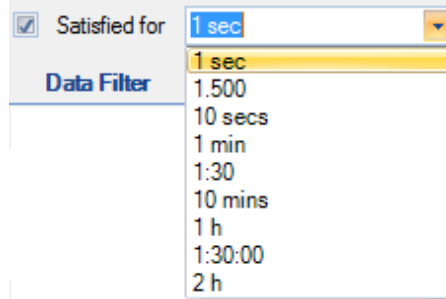 Satisfied for 1 sec
1 sec
Data Filter
1.500
10 secs
1 min
1:30
10 mins
1 h
1:30:00
2 h